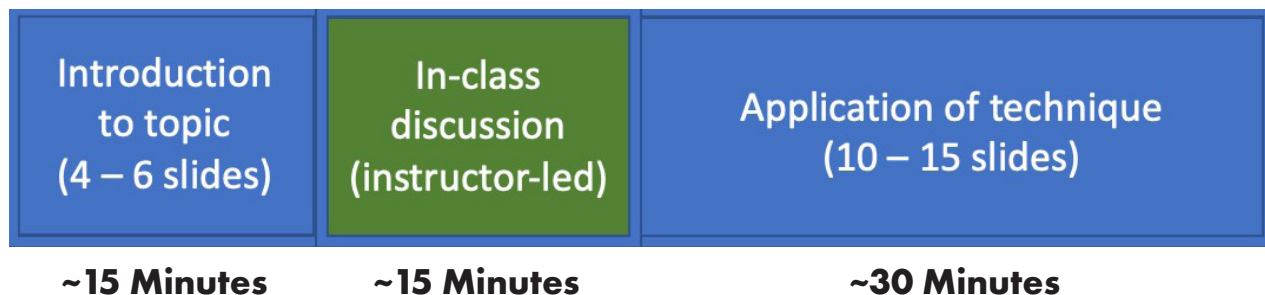 Introduction
to topic
(4 – 6 slides)
In-class
discussion
(instructor-led)
Application of technique
(10 – 15 slides)
~15 Minutes
~15 Minutes
~30 Minutes